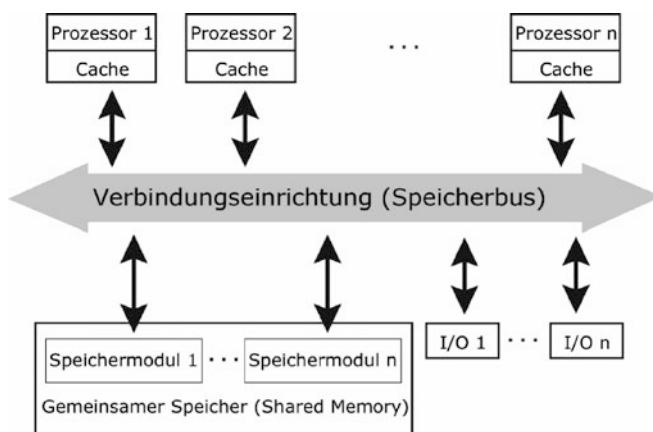 Prozessor 1 Prozessor 2 ... Prozessor n
Cache Cache Cache
Verbindungseinrichtung (Speicherbus)
Speichermodul 1 ... Speichermodul n I/O 1 ... I/O n
Gemeinsamer Speicher (Shared Memory)